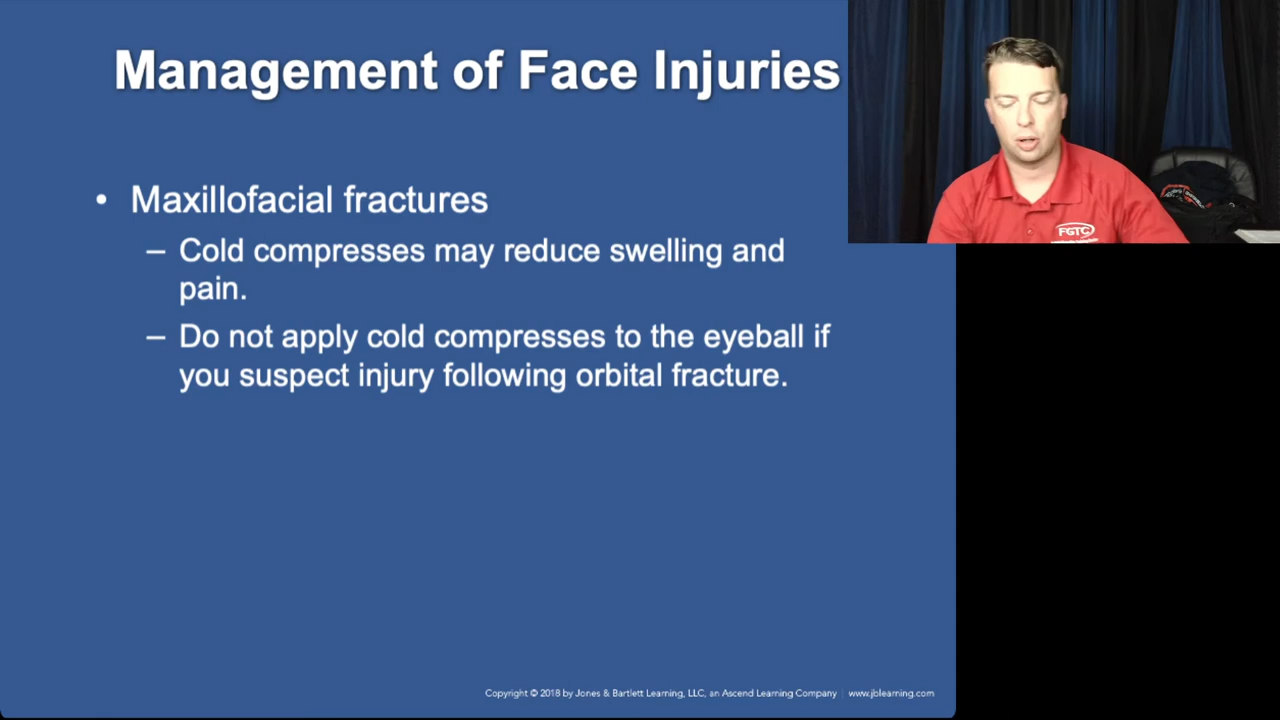 Management of Face Injuries
• Maxillofacial fractures
– Cold compresses may reduce swelling and
pain.
– Do not apply cold compresses to the eyeball if
you suspect injury following orbital fracture.
FGTC
Copyright © 2018 by Jones & Bartlett Learning, LLC, an Ascend Learning Company | www.jblearning.com